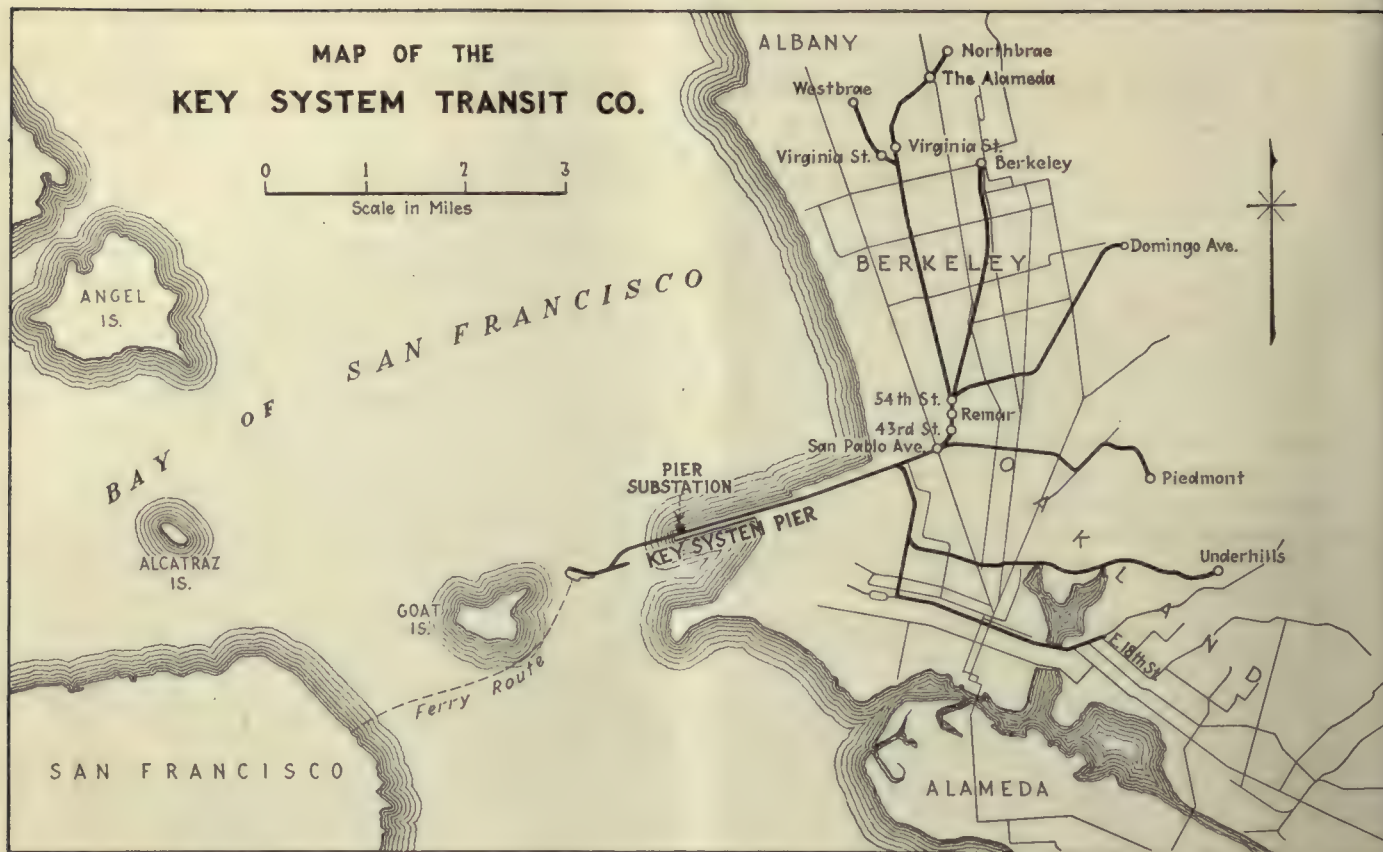 MAP OF THE
KEY SYSTEM TRANSIT CO.
0 1 2 3
Scale in Miles
ALBANY
Northbrae
The Alameda
Westbrae
Virginia St.
Virginia St.
Berkeley
BERKELEY
Domingo Ave.
ANGEL
IS.
BAY OF SAN FRANCISCO
54th St.
Remar
43rd St.
San Pablo Ave.
PIER
SUBSTATION
KEY SYSTEM PIER
Piedmont
OAKLAND
Underhills
ALCATRAZ
IS.
GOAT
IS.
E. 18th St.
Ferry Route
SAN FRANCISCO
ALAMEDA